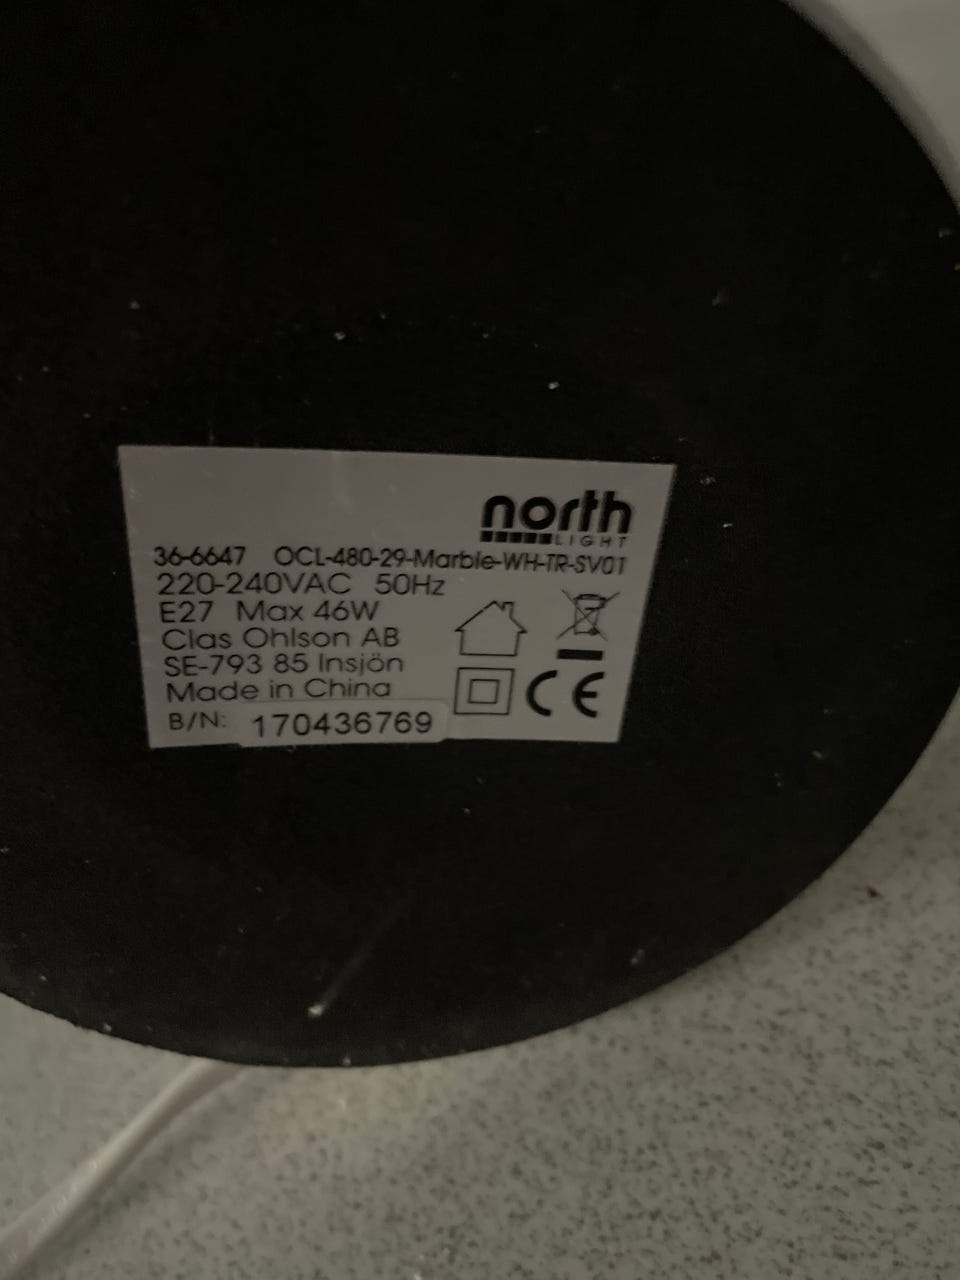 north
LIGHT
36-6647 OCL-480-29-Marble-WH-TR-SV01
220-240VAC 50Hz
E27 Max 46W
Clas Ohlson AB
SE-793 85 Insjön
Made in China
B/N: 170436769
CE